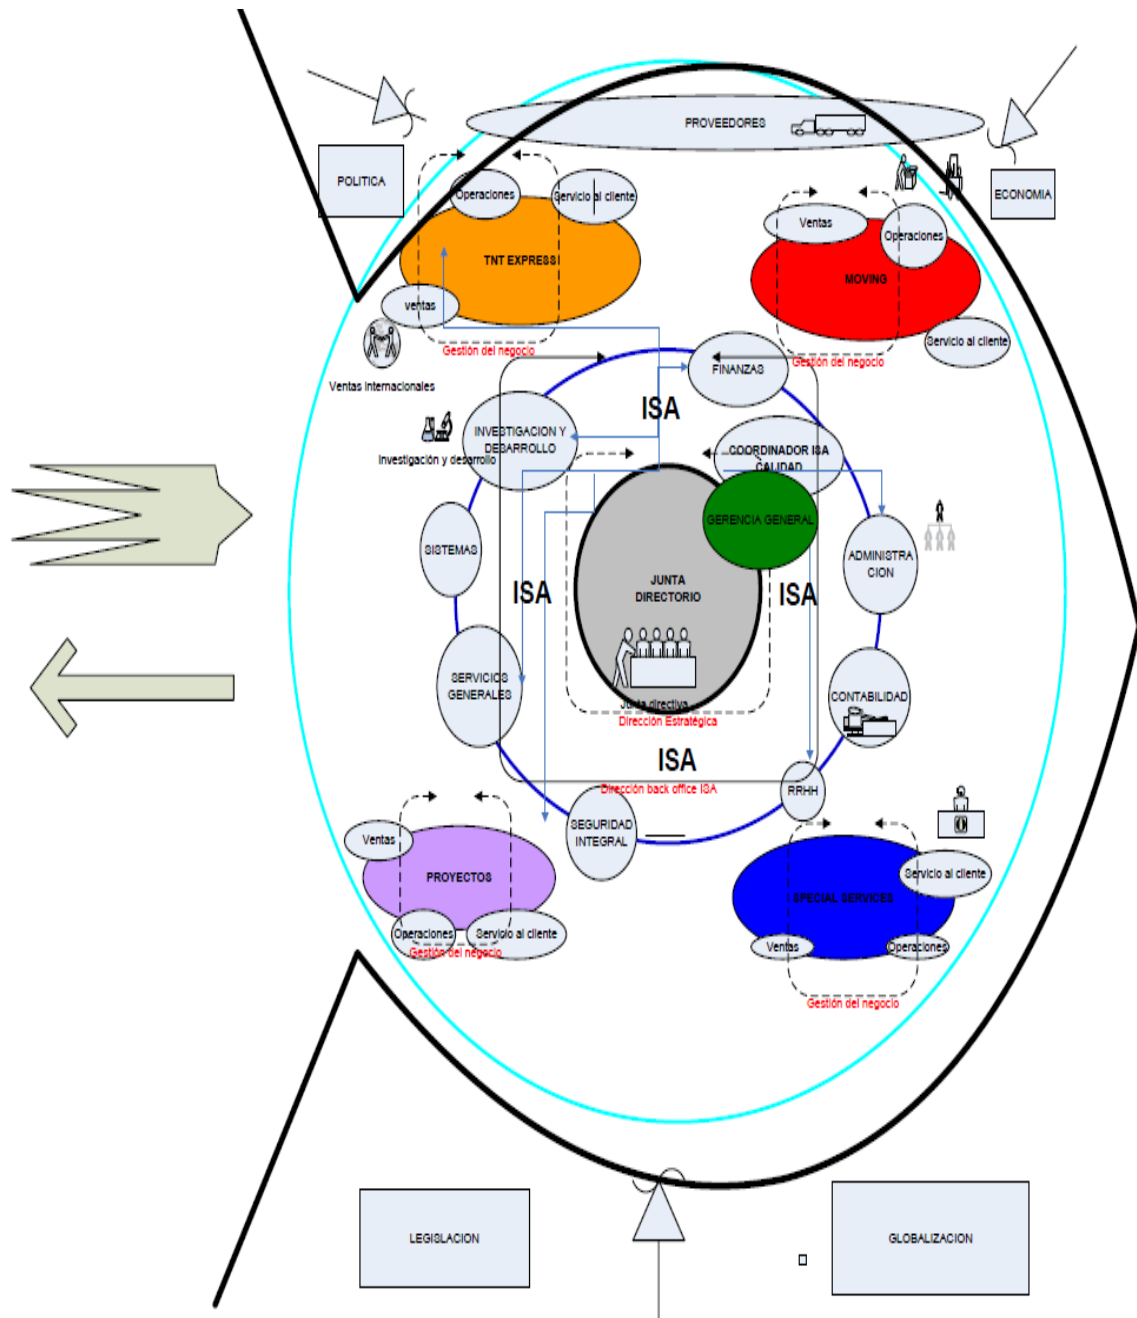 PROVEEDORES
POLITICA
ECONOMIA
Operaciones
Servicio al cliente
TNT EXPRESS
ventas
Gestión del negocio
Ventas Internacionales
Ventas
Operaciones
MOVING
Servicio al cliente
Gestión del negocio
FINANZAS
ISA
INVESTIGACION Y
DESARROLLO
Investigación y desarrollo
COORDINADOR ISA
CALIDAD
GERENCIA GENERAL
SISTEMAS
ADMINISTRA
CION
ISA
JUNTA
DIRECTORIO
ISA
SERVICIOS
GENERALES
CONTABILIDAD
Junta directiva
Dirección Estratégica
ISA
Dirección back office ISA
RRHH
SEGURIDAD
INTEGRAL
Ventas
PROYECTOS
Operaciones
Servicio al cliente
Gestión del negocio
Servicio al cliente
SPECIAL SERVICES
Ventas
Operaciones
Gestión del negocio
LEGISLACION
GLOBALIZACION